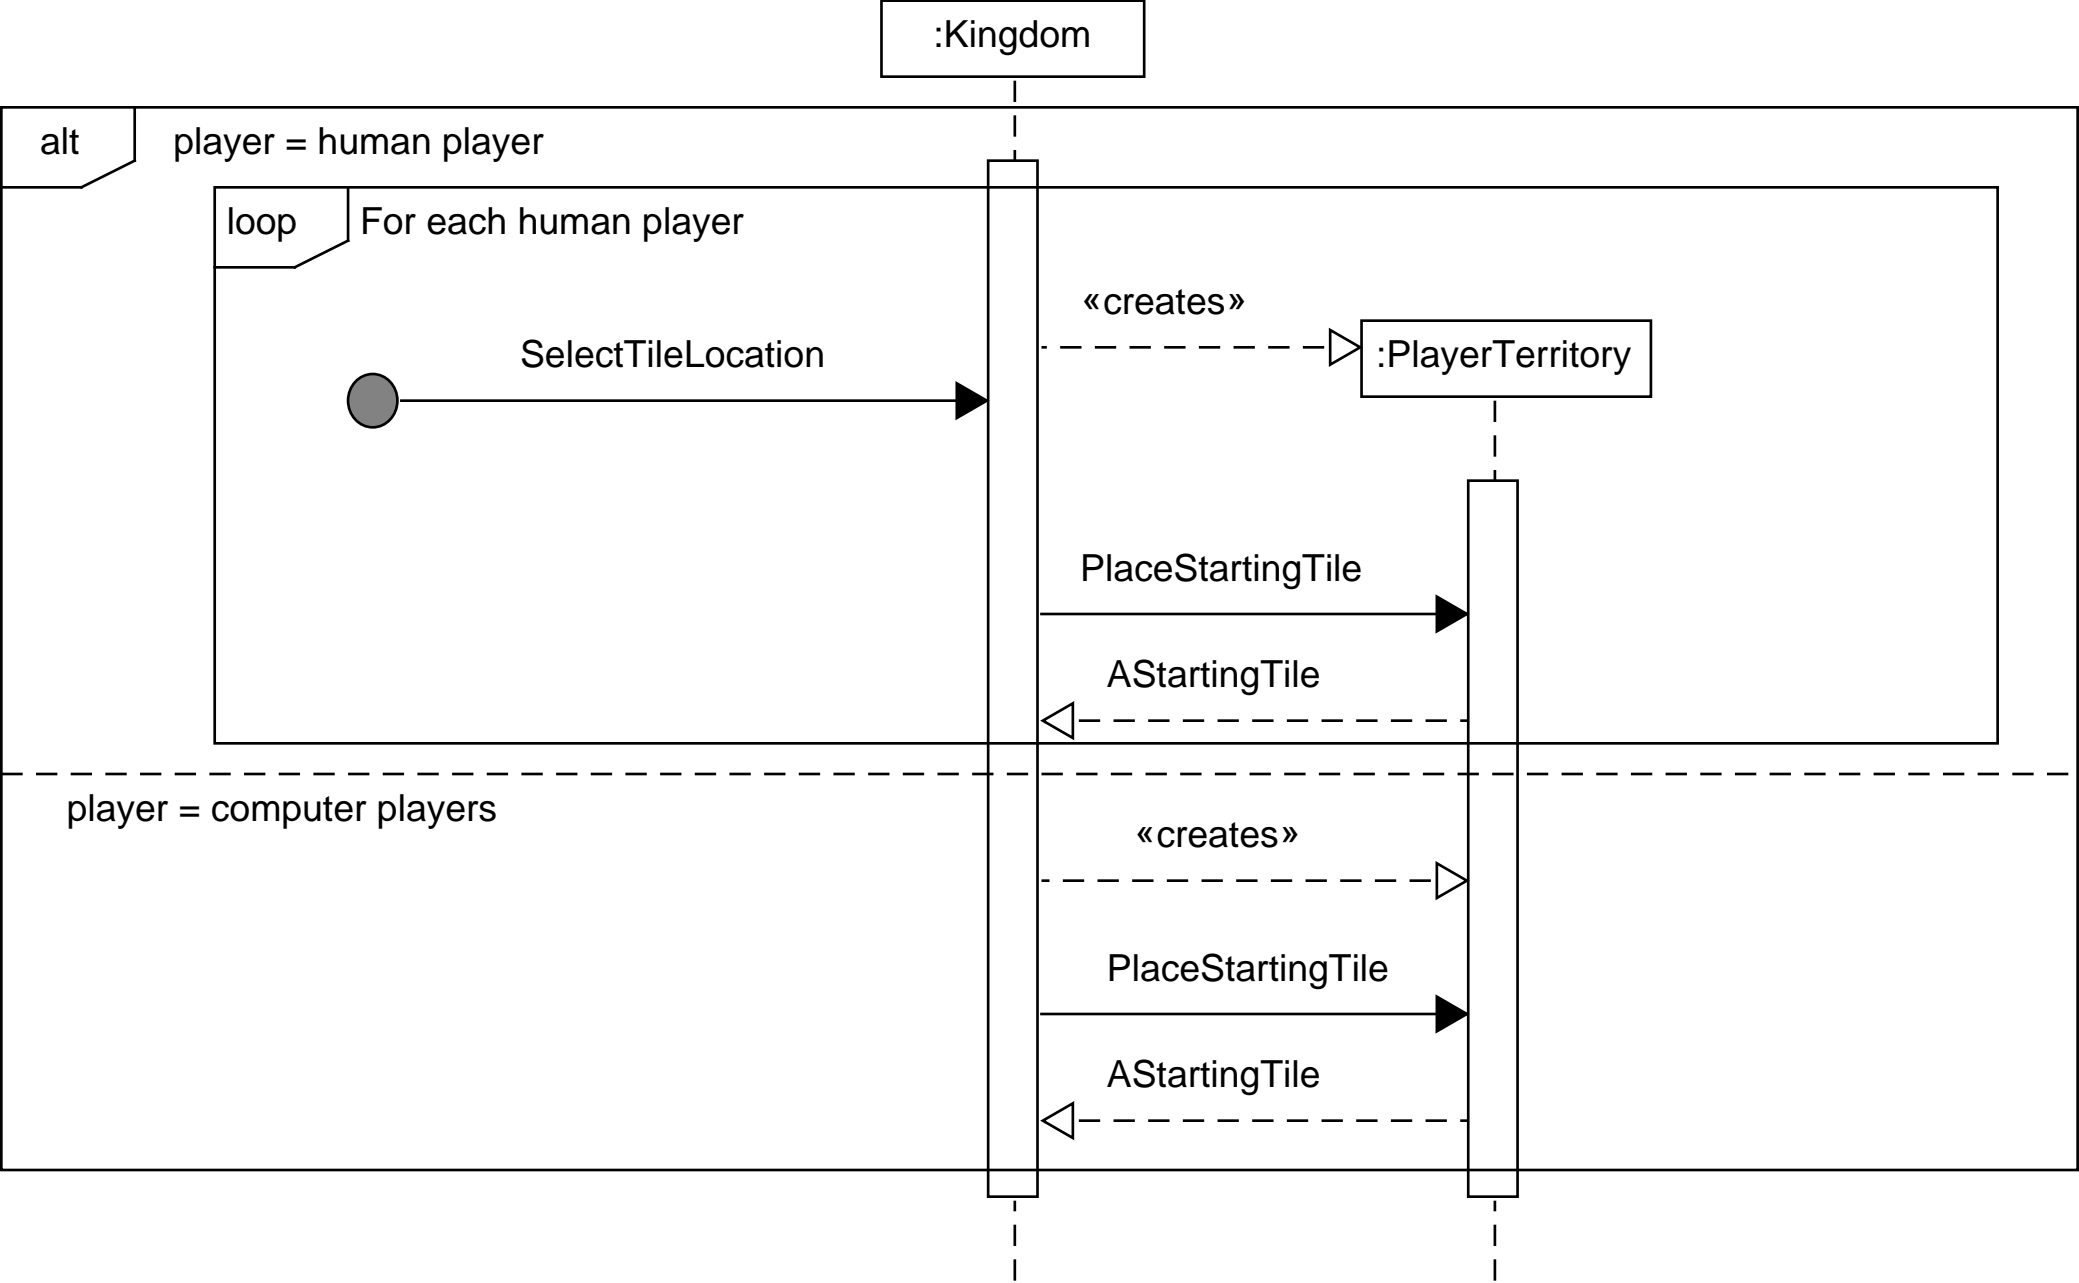 :Kingdom
alt
player = human player
loop
For each human player
«creates»
SelectTileLocation
:PlayerTerritory
PlaceStartingTile
AStartingTile
player = computer players
«creates»
PlaceStartingTile
AStartingTile